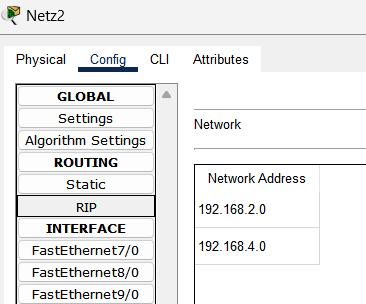 Netz2
Physical Config CLI Attributes
GLOBAL
Settings
Algorithm Settings
ROUTING
Static
RIP
INTERFACE
FastEthernet7/0
FastEthernet8/0
FastEthernet9/0
Network
Network Address
192.168.2.0
192.168.4.0